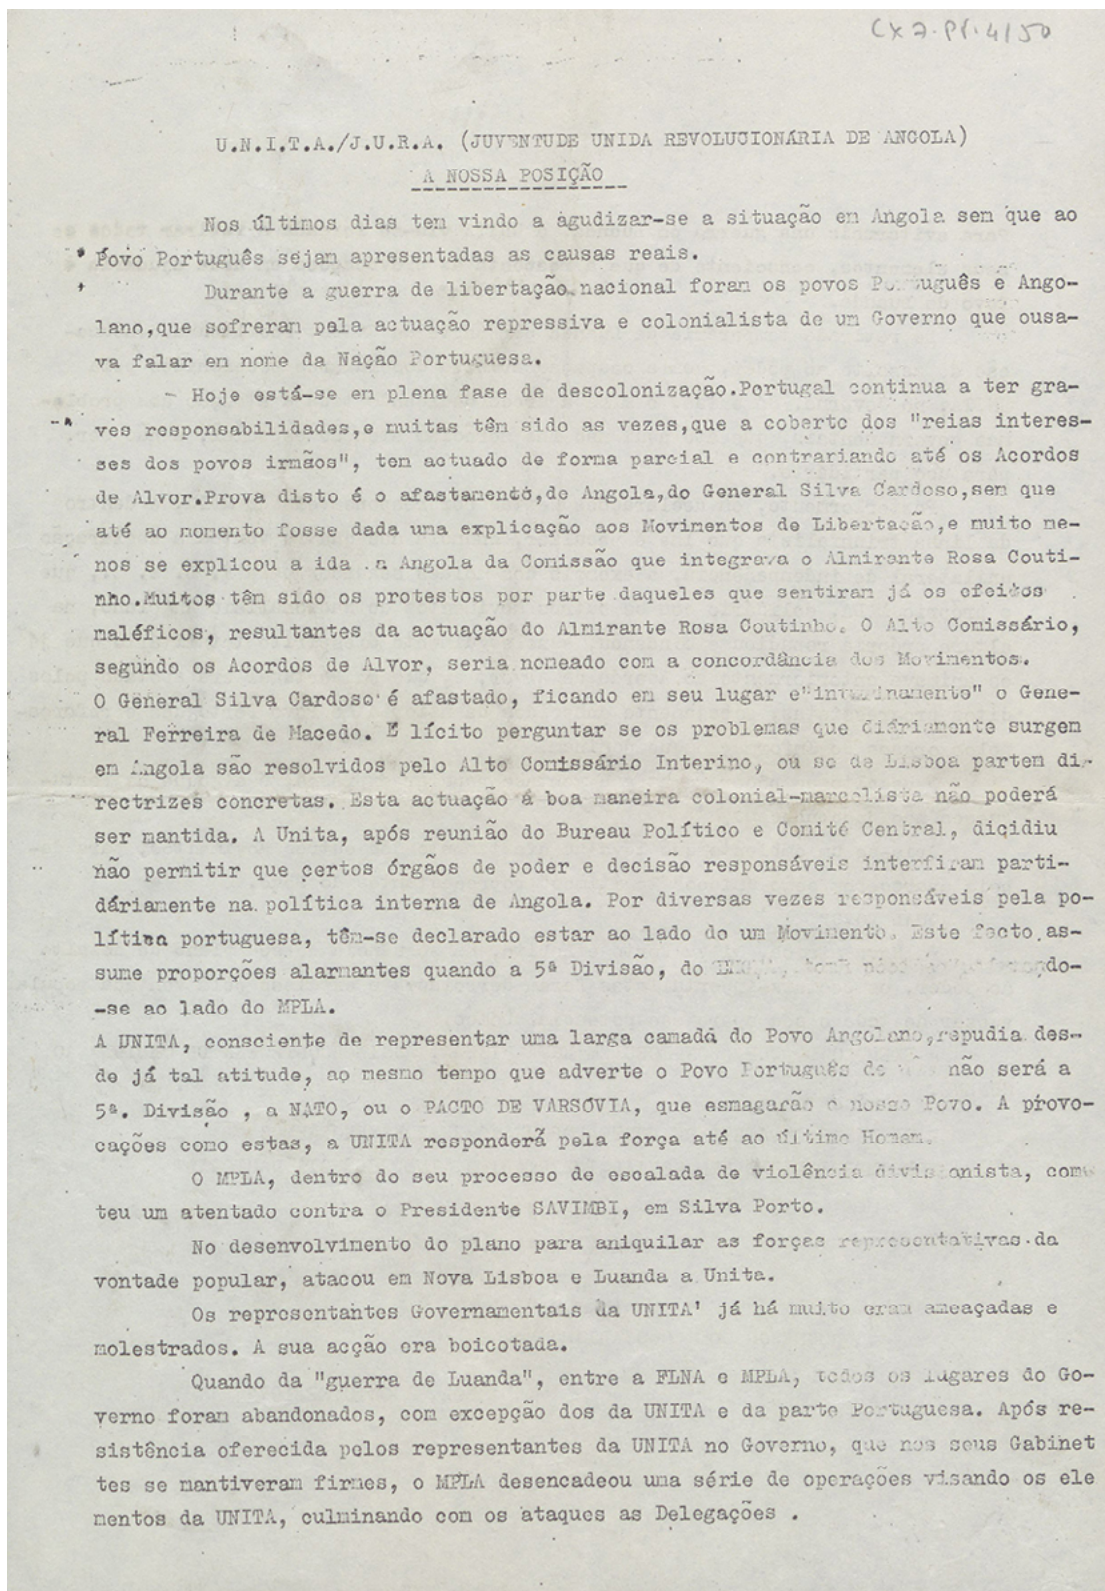 Cx 7. Pf. 4/50
U.N.I.T.A./J.U.R.A. (JUVENTUDE UNIDA REVOLUCIONÁRIA DE ANGOLA)
A NOSSA POSIÇÃO
Nos últimos dias tem vindo a agudizar-se a situação em Angola sem que ao
Povo Português sejam apresentadas as causas reais.
Durante a guerra de libertação nacional foram os povos Português e Ango-
lano,que sofreram pela actuação repressiva e colonialista de um Governo que ousa-
va falar em nome da Nação Portuguesa.
- Hoje está-se em plena fase de descolonização.Portugal continua a ter gra-
ves responsabilidades,e muitas têm sido as vezes,que a coberto dos "reias interes-
ses dos povos irmãos", tem actuado de forma parcial e contrariando até os Acordos
de Alvor.Prova disto é o afastamento,de Angola,do General Silva Cardoso,sem que
até ao momento fosse dada uma explicação aos Movimentos de Libertação,e muito me-
nos se explicou a ida a Angola da Comissão que integrava o Almirante Rosa Couti-
nho.Muitos têm sido os protestos por parte daqueles que sentiram já os efeitos
maléficos, resultantes da actuação do Almirante Rosa Coutinho. O Alto Comissário,
segundo os Acordos de Alvor, seria nomeado com a concordância dos Movimentos.
O General Silva Cardoso é afastado, ficando em seu lugar e" " o Gene-
ral Ferreira de Macedo. É lícito perguntar se os problemas que diáriamente surgem
em Angola são resolvidos pelo Alto Comissário Interino, ou se de Lisboa partem di-
rectrizes concretas. Esta actuação á boa maneira colonial-marcelista não poderá
ser mantida. A Unita, após reunião do Bureau Político e Comité Central, dicidiu
não permitir que certos órgãos de poder e decisão responsáveis interfiram parti-
dáriamente na política interna de Angola. Por diversas vezes responsáveis pela po-
lítica portuguesa, têm-se declarado estar ao lado de um Movimento. Este facto as-
sume proporções alarmantes quando a 5ª Divisão, do
-se ao lado do MPLA.
A UNITA, consciente de representar uma larga camada do Povo Angolano,repudia des-
de já tal atitude, ao mesmo tempo que adverte o Povo Português de não será a
5ª. Divisão , a NATO, ou o PACTO DE VARSÓVIA, que esmagarão o nosso Povo. A provo-
cações como estas, a UNITA responderá pela força até ao último Homem.
O MPLA, dentro do seu processo de escalada de violência divisianista, come
teu um atentado contra o Presidente SAVIMBI, em Silva Porto.
No desenvolvimento do plano para aniquilar as forças representativas da
vontade popular, atacou em Nova Lisboa e Luanda a Unita.
Os representantes Governamentais da UNITA' já há muito eram ameaçadas e
molestrados. A sua acção era boicotada.
Quando da "guerra de Luanda", entre a FLNA e MPLA, todos os lugares do Go-
verno foram abandonados, com excepção dos da UNITA e da parte Portuguesa. Após re-
sistência oferecida pelos representantes da UNITA no Governo, que nos seus Gabinet
tes se mantiveram firmes, o MPLA desencadeou uma série de operações visando os ele
mentos da UNITA, culminando com os ataques as Delegações .